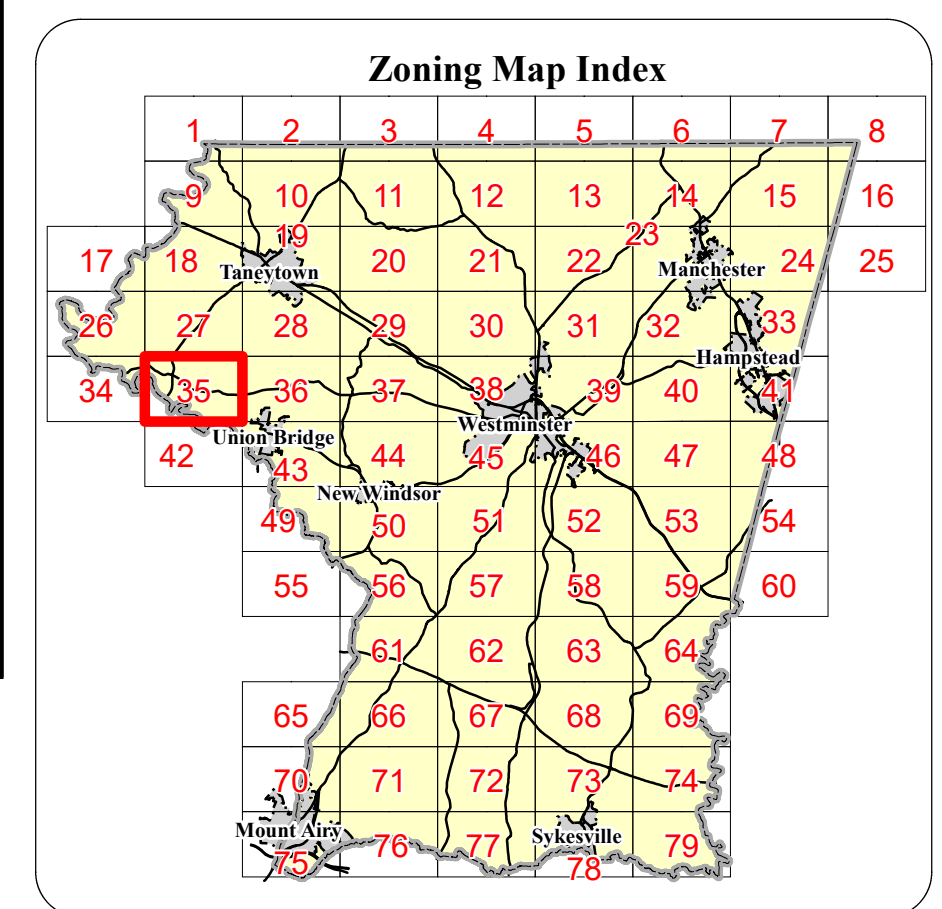 Zoning Map Index
1 2 3 4 5 6 7 8
9 10 11 12 13 14 15 16
17 18 19 20 21 22 23 24 25
Taneytown Manchester
26 27 28 29 30 31 32 33
Hampstead
34 35 36 37 38 39 40 41
Westminster
Union Bridge
42 43 44 45 46 47 48
New Windsor
49 50 51 52 53 54
55 56 57 58 59 60
61 62 63 64
65 66 67 68 69
70 71 72 73 74
Mount Airy Sykesville
75 76 77 78 79